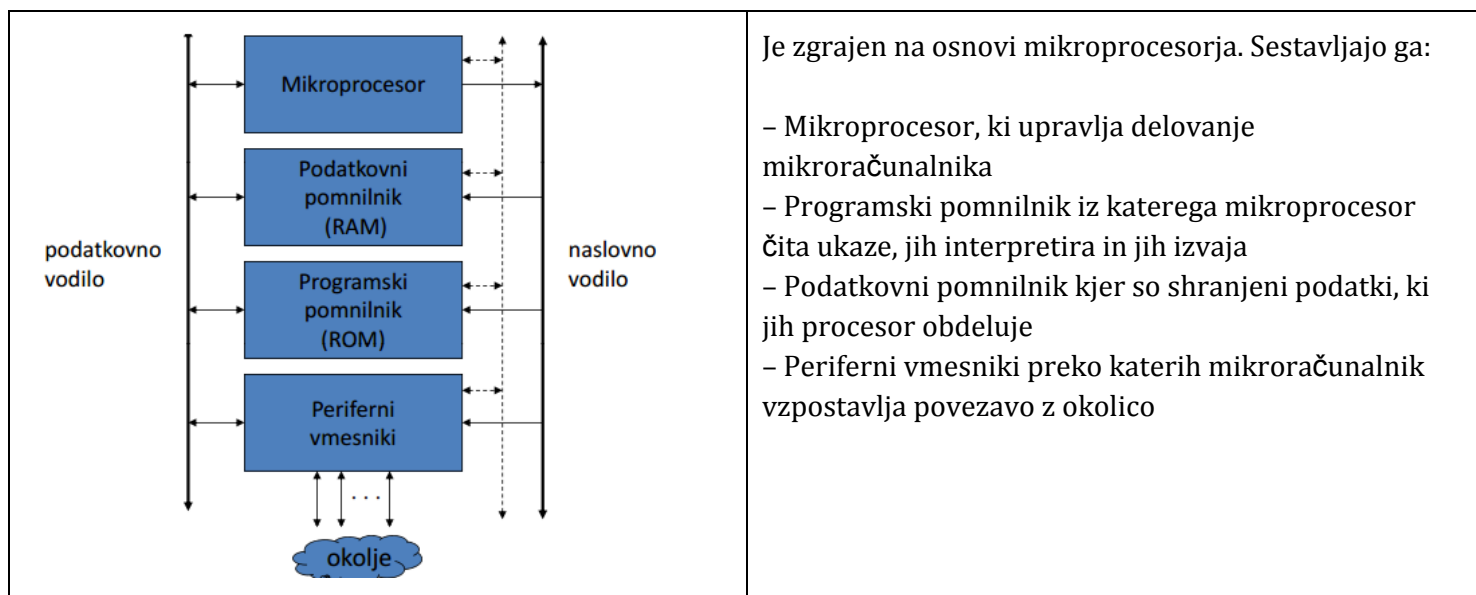 Mikroprocesor
Podatkovni
pomnilnik
(RAM)
podatkovno
vodilo
naslovno
vodilo
Programski
pomnilnik
(ROM)
Periferni
vmesniki
. . .
okolje
Je zgrajen na osnovi mikroprocesorja. Sestavljajo ga:
– Mikroprocesor, ki upravlja delovanje
mikroračunalnika
– Programski pomnilnik iz katerega mikroprocesor
čita ukaze, jih interpretira in jih izvaja
– Podatkovni pomnilnik kjer so shranjeni podatki, ki
jih procesor obdeluje
– Periferni vmesniki preko katerih mikroračunalnik
vzpostavlja povezavo z okolico